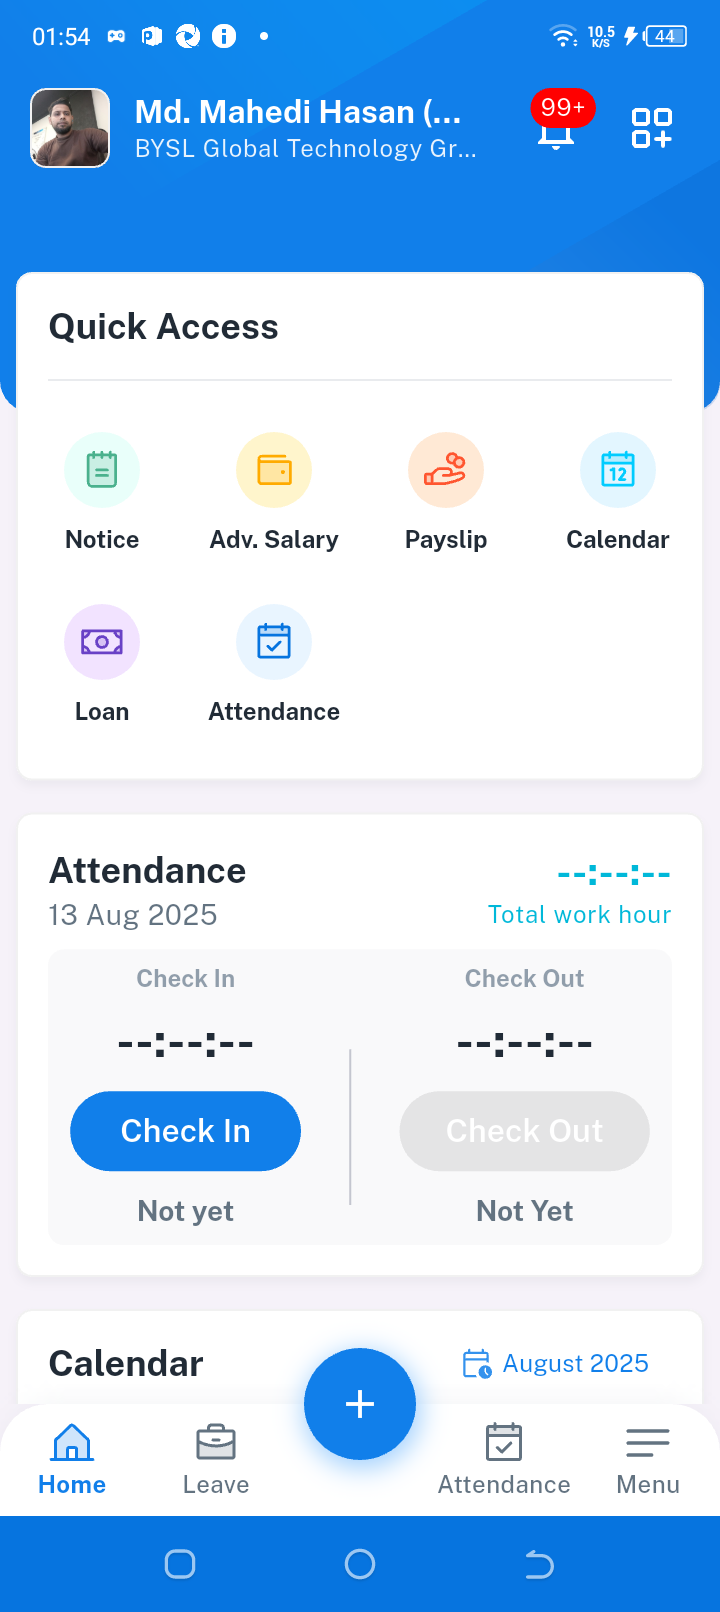 01:54
10.5
K/S
44
Md. Mahedi Hasan (...
BYSL Global Technology Gr...
99+
Quick Access
Notice
Adv. Salary
Payslip
12
Calendar
Loan
Attendance
Attendance
--:--:--
13 Aug 2025
Total work hour
Check In
Check Out
--:--:--
--:--:--
Check In
Check Out
Not yet
Not Yet
Calendar
August 2025
Home
Leave
Attendance
Menu